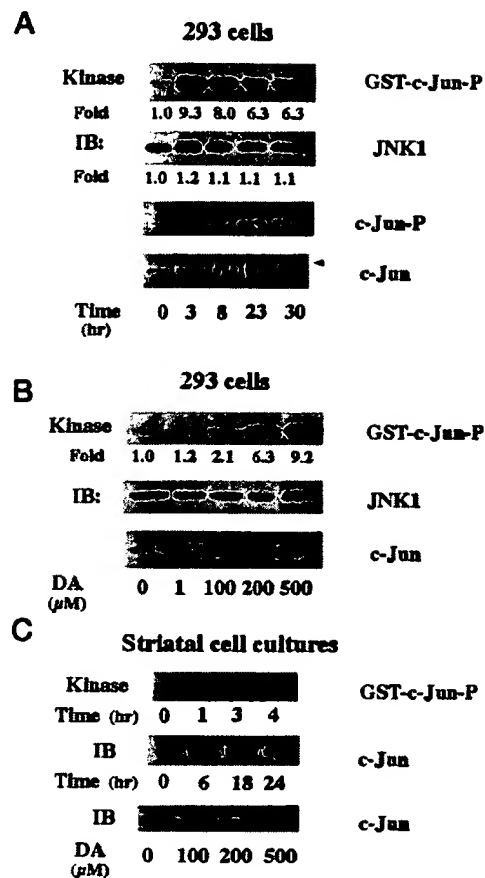 A
293 cells
Kinase GST-c-Jun-P
Fold 1.0 9.3 8.0 6.3 6.3
IB: JNK1
Fold 1.0 1.2 1.1 1.1 1.1
c-Jun-P
c-Jun
Time 0 3 8 23 30
(hr)
293 cells
B
Kinase GST-c-Jun-P
Fold 1.0 1.2 2.1 6.3 9.2
IB: JNK1
c-Jun
DA 0 1 100 200 500
(µM)
C
Striatal cell cultures
Kinase GST-c-Jun-P
Time (hr) 0 1 3 4
IB c-Jun
Time (hr) 0 6 18 24
IB c-Jun
DA 0 100 200 500
(µM)